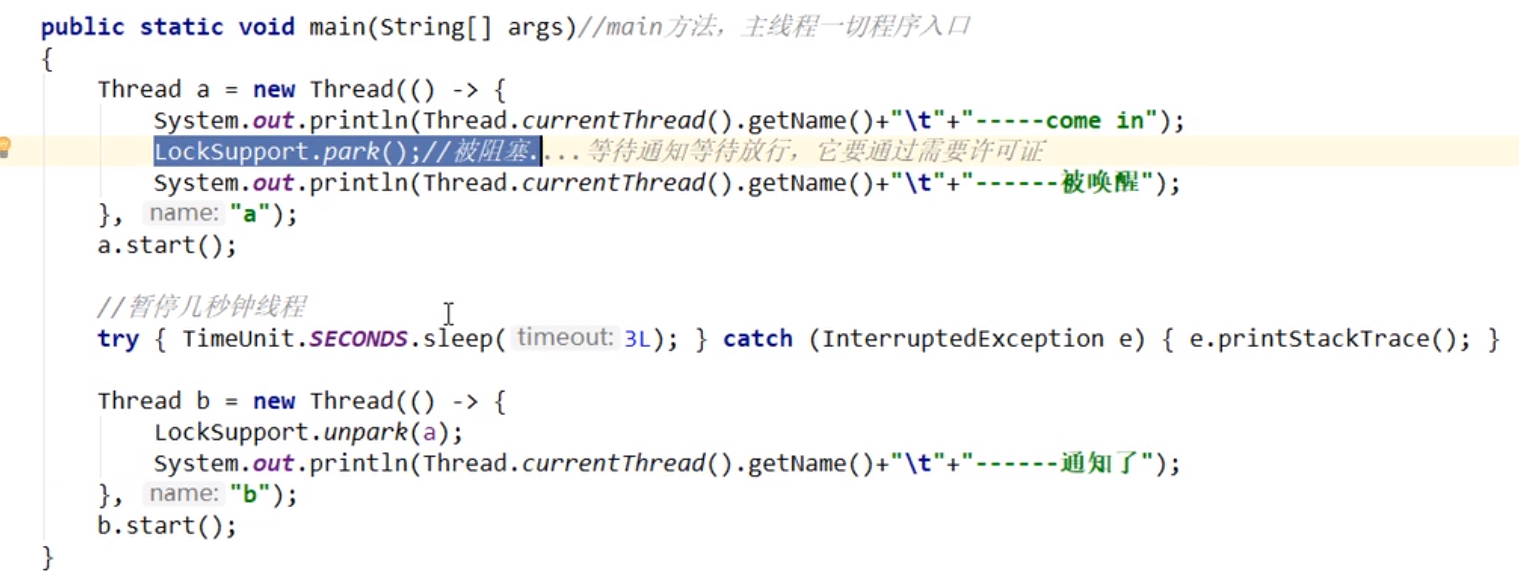 public static void main(String[] args)//main方法，主线程一切程序入口
{
Thread a = new Thread(() -> {
System.out.println(Thread.currentThread().getName()+"\t"+"-----come in");
LockSupport.park();//被阻塞....等待通知等待放行，它要通过需要许可证
System.out.println(Thread.currentThread().getName()+"\t"+"------被唤醒");
}, name: "a");
a.start();
//暂停几秒钟线程
try { TimeUnit.SECONDS.sleep( timeout: 3L); } catch (InterruptedException e) { e.printStackTrace(); }
Thread b = new Thread(() -> {
LockSupport.unpark(a);
System.out.println(Thread.currentThread().getName()+"\t"+"------通知了");
}, name: "b");
b.start();
}